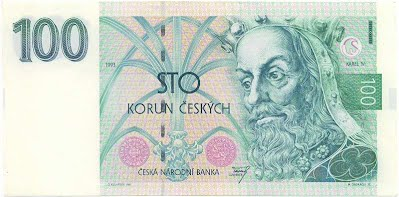 100
1995
STO
KORUN ČESKÝCH
ČESKÁ NÁRODNÍ BANKA
KAREL IV.
100